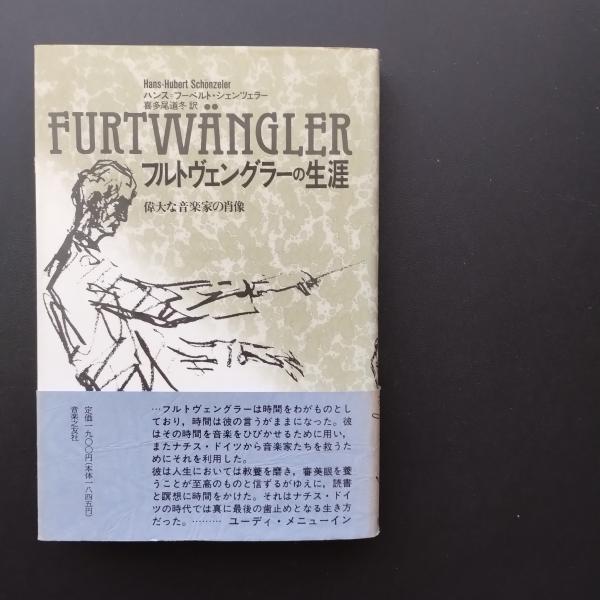 Hans-Hubert Schönzeler
ハンス=フーベルト・シェンツェラー
喜多尾道冬 訳
FURTWÄNGLER
フルトヴェングラーの生涯
偉大な音楽家の肖像
…フルトヴェングラーは時間をわがものとし
ており，時間は彼の言うがままになった。彼
はその時間を音楽をひびかせるために用い，
またナチス・ドイツから音楽家たちを救うた
めにそれを利用した。
彼は人生においては教養を磨き，審美眼を養
うことが至高のものと信ずるがゆえに，読書
と瞑想に時間をかけた。それはナチス・ドイ
ツの時代では真に最後の歯止めとなる生き方
だった。……… ユーディ・メニューイン
定価一九〇〇円(本体一八四五円)
音楽之友社